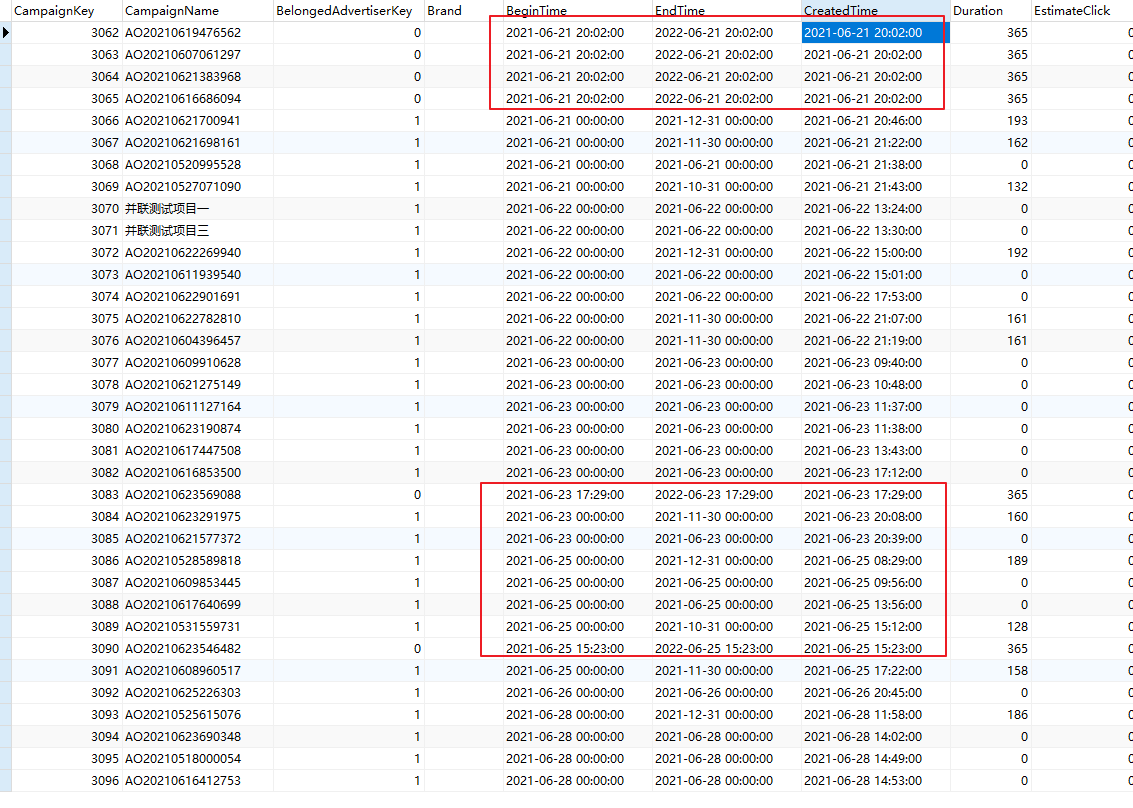 CampaignKey CampaignName BelongedAdvertiserKey Brand BeginTime EndTime CreatedTime Duration EstimateClick
3062 AO20210619476562 0 2021-06-21 20:02:00 2022-06-21 20:02:00 2021-06-21 20:02:00 365 0
3063 AO20210607061297 0 2021-06-21 20:02:00 2022-06-21 20:02:00 2021-06-21 20:02:00 365 0
3064 AO20210621383968 0 2021-06-21 20:02:00 2022-06-21 20:02:00 2021-06-21 20:02:00 365 0
3065 AO20210616686094 0 2021-06-21 20:02:00 2022-06-21 20:02:00 2021-06-21 20:02:00 365 0
3066 AO20210621700941 1 2021-06-21 00:00:00 2021-12-31 00:00:00 2021-06-21 20:46:00 193 0
3067 AO20210621698161 1 2021-06-21 00:00:00 2021-11-30 00:00:00 2021-06-21 21:22:00 162 0
3068 AO20210520995528 1 2021-06-21 00:00:00 2021-06-21 00:00:00 2021-06-21 21:38:00 0 0
3069 AO20210527071090 1 2021-06-21 00:00:00 2021-10-31 00:00:00 2021-06-21 21:43:00 132 0
3070 并联测试项目一 1 2021-06-22 00:00:00 2021-06-22 00:00:00 2021-06-22 13:24:00 0 0
3071 并联测试项目三 1 2021-06-22 00:00:00 2021-06-22 00:00:00 2021-06-22 13:30:00 0 0
3072 AO20210622269940 1 2021-06-22 00:00:00 2021-12-31 00:00:00 2021-06-22 15:00:00 192 0
3073 AO20210611939540 1 2021-06-22 00:00:00 2021-06-22 00:00:00 2021-06-22 15:01:00 0 0
3074 AO20210622901691 1 2021-06-22 00:00:00 2021-06-22 00:00:00 2021-06-22 17:53:00 0 0
3075 AO20210622782810 1 2021-06-22 00:00:00 2021-11-30 00:00:00 2021-06-22 21:07:00 161 0
3076 AO20210604396457 1 2021-06-22 00:00:00 2021-11-30 00:00:00 2021-06-22 21:19:00 161 0
3077 AO20210609910628 1 2021-06-23 00:00:00 2021-06-23 00:00:00 2021-06-23 09:40:00 0 0
3078 AO20210621275149 1 2021-06-23 00:00:00 2021-06-23 00:00:00 2021-06-23 10:48:00 0 0
3079 AO20210611127164 1 2021-06-23 00:00:00 2021-06-23 00:00:00 2021-06-23 11:37:00 0 0
3080 AO20210623190874 1 2021-06-23 00:00:00 2021-06-23 00:00:00 2021-06-23 11:38:00 0 0
3081 AO20210617447508 1 2021-06-23 00:00:00 2021-06-23 00:00:00 2021-06-23 13:43:00 0 0
3082 AO20210616853500 1 2021-06-23 00:00:00 2021-06-23 00:00:00 2021-06-23 17:12:00 0 0
3083 AO20210623569088 0 2021-06-23 17:29:00 2022-06-23 17:29:00 2021-06-23 17:29:00 365 0
3084 AO20210623291975 1 2021-06-23 00:00:00 2021-11-30 00:00:00 2021-06-23 20:08:00 160 0
3085 AO20210621577372 1 2021-06-23 00:00:00 2021-06-23 00:00:00 2021-06-23 20:39:00 0 0
3086 AO20210528589818 1 2021-06-25 00:00:00 2021-12-31 00:00:00 2021-06-25 08:29:00 189 0
3087 AO20210609853445 1 2021-06-25 00:00:00 2021-06-25 00:00:00 2021-06-25 09:56:00 0 0
3088 AO20210617640699 1 2021-06-25 00:00:00 2021-06-25 00:00:00 2021-06-25 13:56:00 0 0
3089 AO20210531559731 1 2021-06-25 00:00:00 2021-10-31 00:00:00 2021-06-25 15:12:00 128 0
3090 AO20210623546482 0 2021-06-25 15:23:00 2022-06-25 15:23:00 2021-06-25 15:23:00 365 0
3091 AO20210608960517 1 2021-06-25 00:00:00 2021-11-30 00:00:00 2021-06-25 17:22:00 158 0
3092 AO20210625226303 1 2021-06-26 00:00:00 2021-06-26 00:00:00 2021-06-26 20:45:00 0 0
3093 AO20210525615076 1 2021-06-28 00:00:00 2021-12-31 00:00:00 2021-06-28 11:58:00 186 0
3094 AO20210623690348 1 2021-06-28 00:00:00 2021-06-28 00:00:00 2021-06-28 14:02:00 0 0
3095 AO20210518000054 1 2021-06-28 00:00:00 2021-06-28 00:00:00 2021-06-28 14:49:00 0 0
3096 AO20210616412753 1 2021-06-28 00:00:00 2021-06-28 00:00:00 2021-06-28 14:53:00 0 0